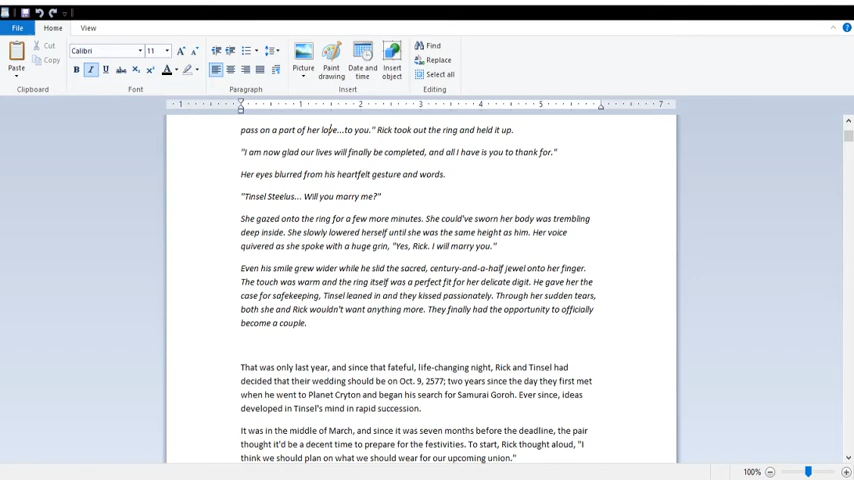 File Home View
Paste
Cut
Copy
Clipboard
Calibri 11
B I U abc X₂ X² A
Font
Paragraph
Picture
Paint drawing
Date and time
Insert object
Insert
Find
Replace
Select all
Editing
1 1 2 3 4 5 7
pass on a part of her love...to you." Rick took out the ring and held it up.
"I am now glad our lives will finally be completed, and all I have is you to thank for."
Her eyes blurred from his heartfelt gesture and words.
"Tinsel Steelus... Will you marry me?"
She gazed onto the ring for a few more minutes. She could've sworn her body was trembling
deep inside. She slowly lowered herself until she was the same height as him. Her voice
quivered as she spoke with a huge grin, "Yes, Rick. I will marry you."
Even his smile grew wider while he slid the sacred, century-and-a-half jewel onto her finger.
The touch was warm and the ring itself was a perfect fit for her delicate digit. He gave her the
case for safekeeping, Tinsel leaned in and they kissed passionately. Through her sudden tears,
both she and Rick wouldn't want anything more. They finally had the opportunity to officially
become a couple.
That was only last year, and since that fateful, life-changing night, Rick and Tinsel had
decided that their wedding should be on Oct. 9, 2577; two years since the day they first met
when he went to Planet Cryton and began his search for Samurai Goroh. Ever since, ideas
developed in Tinsel's mind in rapid succession.
It was in the middle of March, and since it was seven months before the deadline, the pair
thought it'd be a decent time to prepare for the festivities. To start, Rick thought aloud, "I
think we should plan on what we should wear for our upcoming union."
100%